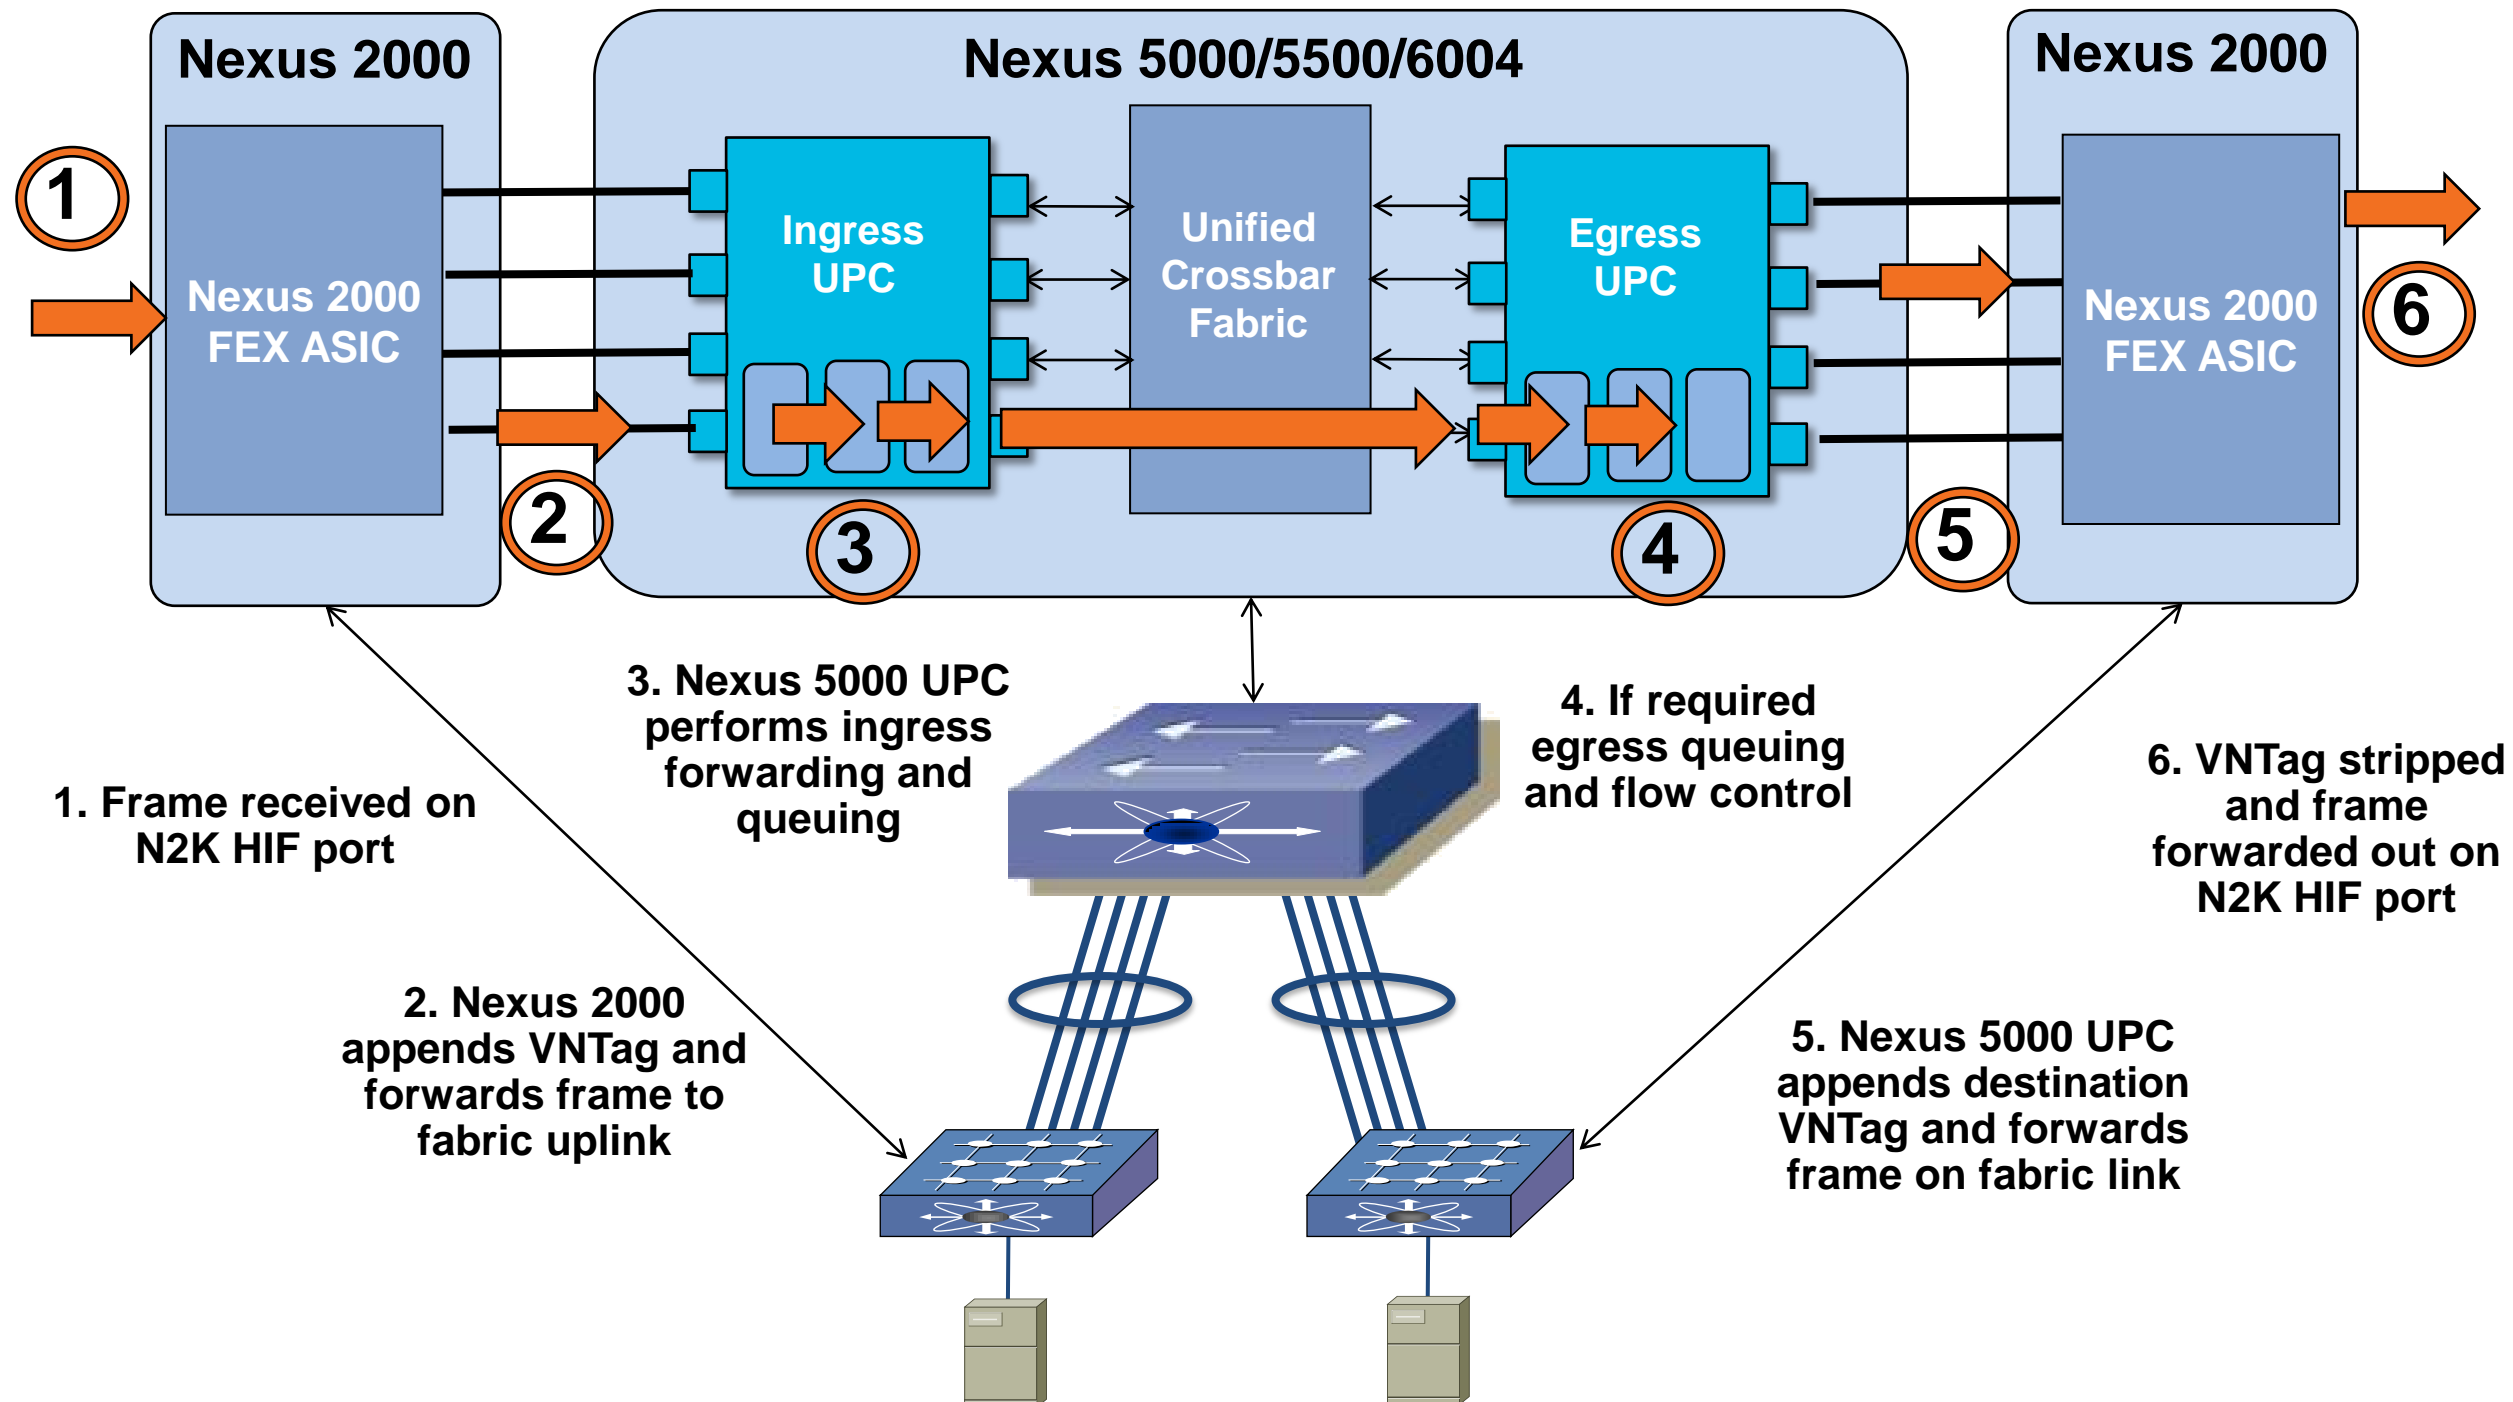 Nexus 2000
Nexus 5000/5500/6004
Nexus 2000
1
Nexus 2000
FEX ASIC
Ingress
UPC
Unified
Crossbar
Fabric
Egress
UPC
Nexus 2000
FEX ASIC
2
3
4
5
6
1. Frame received on
N2K HIF port
2. Nexus 2000
appends VNTag and
forwards frame to
fabric uplink
3. Nexus 5000 UPC
performs ingress
forwarding and
queuing
4. If required
egress queuing
and flow control
5. Nexus 5000 UPC
appends destination
VNTag and forwards
frame on fabric link
6. VNTag stripped
and frame
forwarded out on
N2K HIF port